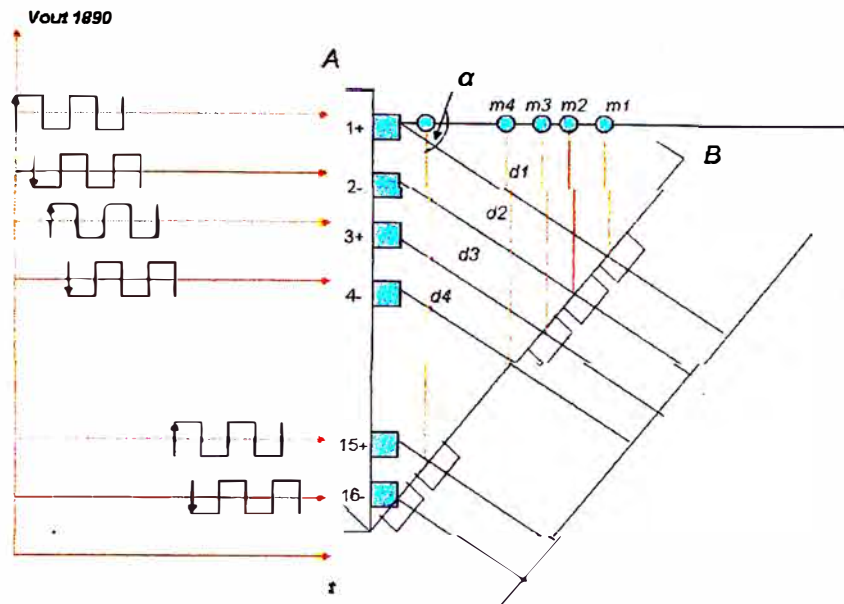 Vout 1890
A
α
m4 m3 m2 m1
1+
B
d1
2-
d2
3+
d3
4-
d4
15+
16-
t